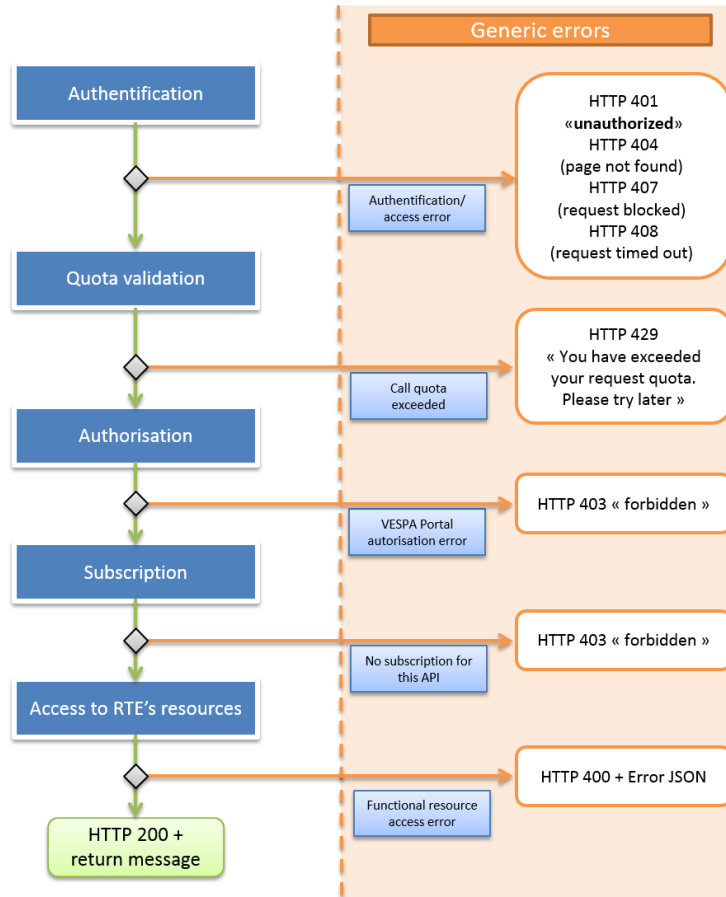 Generic errors
Authentification
HTTP 401
«unauthorized»
HTTP 404
(page not found)
HTTP 407
(request blocked)
HTTP 408
(request timed out)
Authentification/
access error
Quota validation
HTTP 429
« You have exceeded
your request quota.
Please try later »
Call quota
exceeded
Authorisation
HTTP 403 « forbidden »
VESPA Portal
autorisation error
Subscription
HTTP 403 « forbidden »
No subscription for
this API
Access to RTE's resources
HTTP 400 + Error JSON
Functional resource
access error
HTTP 200 +
return message